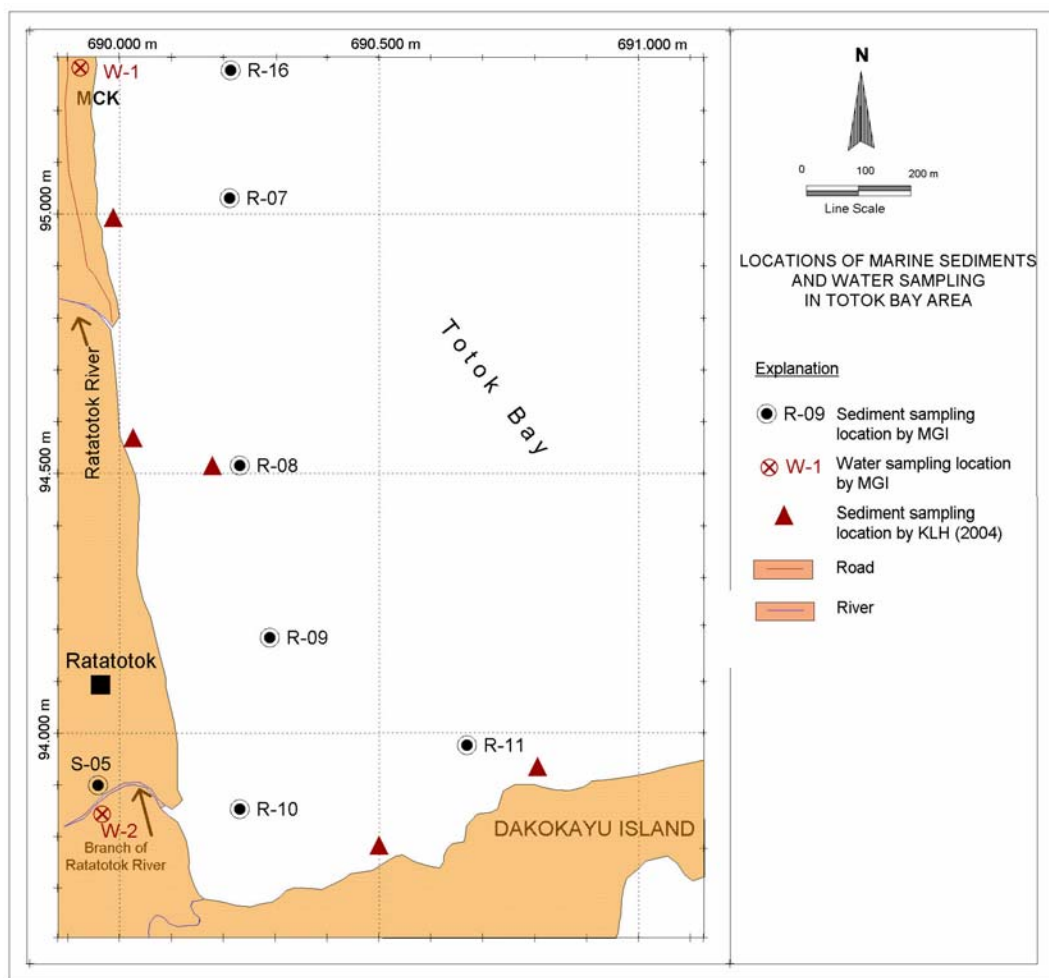 690.000 m
690.500 m
691.000 m
W-1
MCK
R-16
R-07
95.000 m
Ratatotok River
Totok Bay
94.500 m
R-08
R-09
Ratatotok
94.000 m
R-11
S-05
R-10
W-2
Branch of
Ratatotok River
DAKOKAYU ISLAND
N
0 100 200 m
Line Scale
LOCATIONS OF MARINE SEDIMENTS
AND WATER SAMPLING
IN TOTOK BAY AREA
Explanation
R-09 Sediment sampling
location by MGI
W-1 Water sampling location
by MGI
Sediment sampling
location by KLH (2004)
Road
River